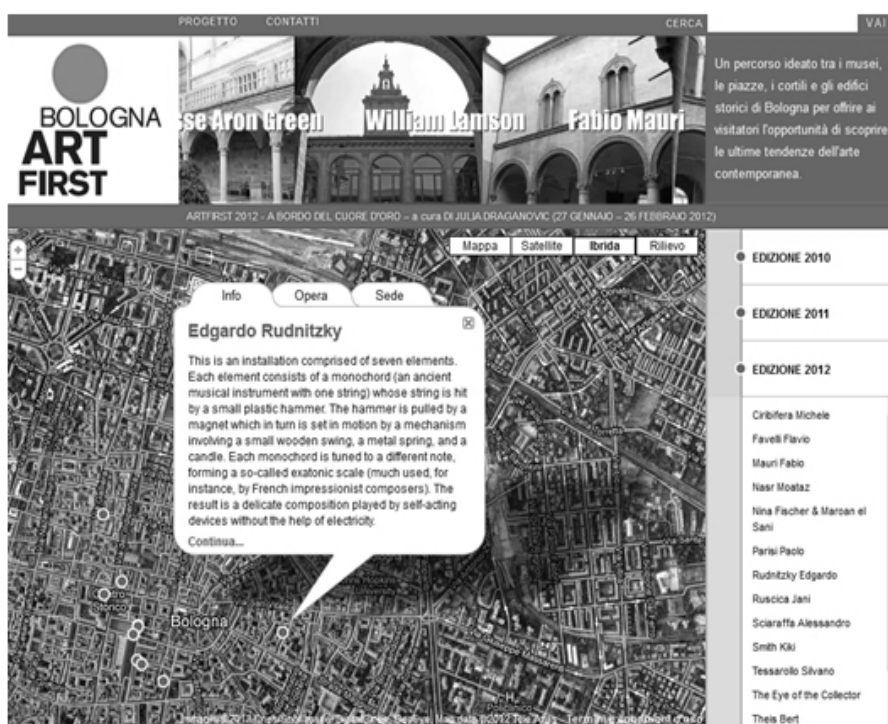 PROGETTO CONTATTI CERCA VAI
BOLOGNA
ART
FIRST
sse Aron Green William Lamson Fabio Mauri
Un percorso ideato tra i musei,
le piazze, i cortili e gli edifici
storici di Bologna per offrire ai
visitatori l'opportunità di scoprire
le ultime tendenze dell'arte
contemporanea.
ARTFIRST 2012 - A BORDO DEL CUORE D'ORO – a cura DI JULIA DRAGANOVIC (27 GENNAIO – 26 FEBBRAIO 2012)
+
−
Mappa Satellite Ibrida Rilievo
Info Opera Sede
Edgardo Rudnitzky
This is an installation comprised of seven elements.
Each element consists of a monochord (an ancient
musical instrument with one string) whose string is hit
by a small plastic hammer. The hammer is pulled by a
magnet which in turn is set in motion by a mechanism
involving a small wooden swing, a metal spring, and a
candle. Each monochord is tuned to a different note,
forming a so-called exatonic scale (much used, for
instance, by French impressionist composers). The
result is a delicate composition played by self-acting
devices without the help of electricity.
Continua...
Centro
Storico
Bologna
EDIZIONE 2010
EDIZIONE 2011
EDIZIONE 2012
Ciribifera Michele
Favelli Flavio
Mauri Fabio
Nasr Moataz
Nina Fischer & Maroan el
Sani
Parisi Paolo
Rudnitzky Edgardo
Ruscica Jani
Sciaraffa Alessandro
Smith Kiki
Tessarollo Silvano
The Eye of the Collector
Theis Bert